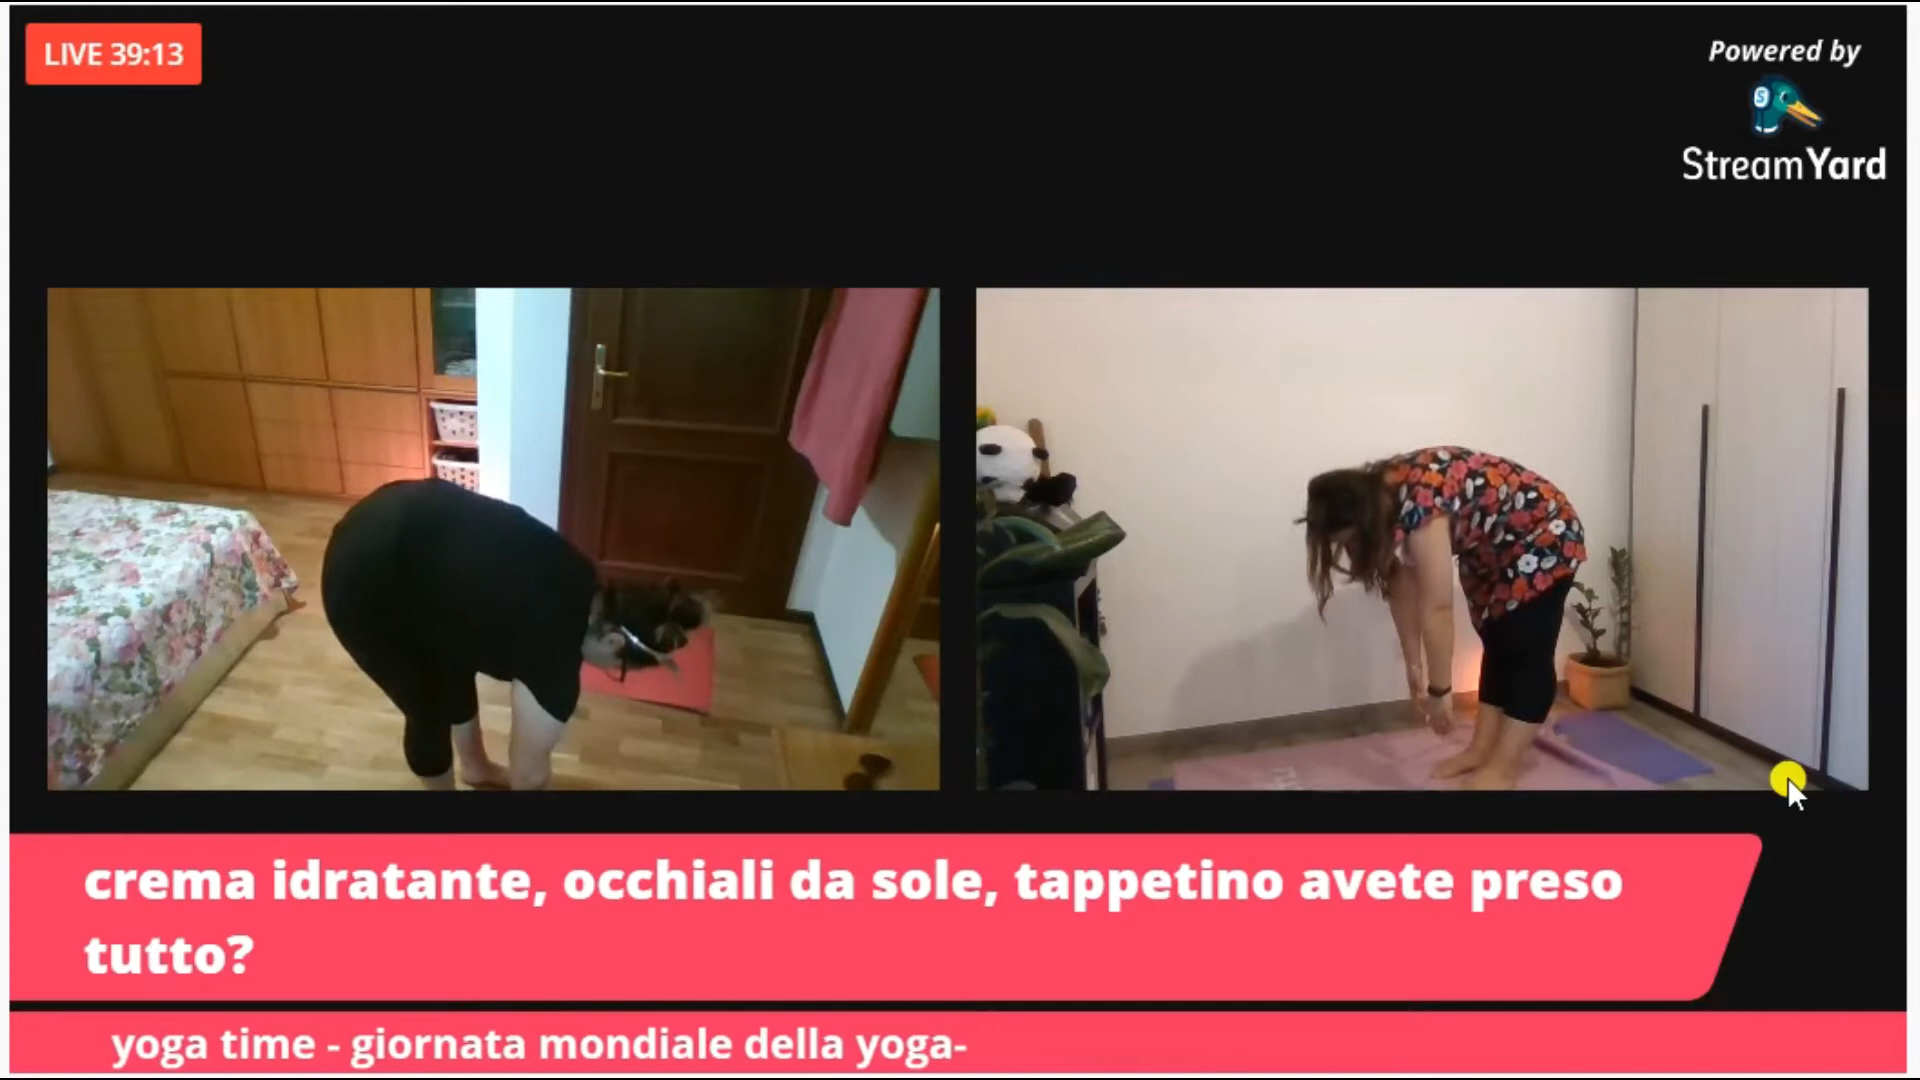 LIVE 39:13
Powered by
StreamYard
crema idratante, occhiali da sole, tappetino avete preso
tutto?
yoga time - giornata mondiale della yoga-